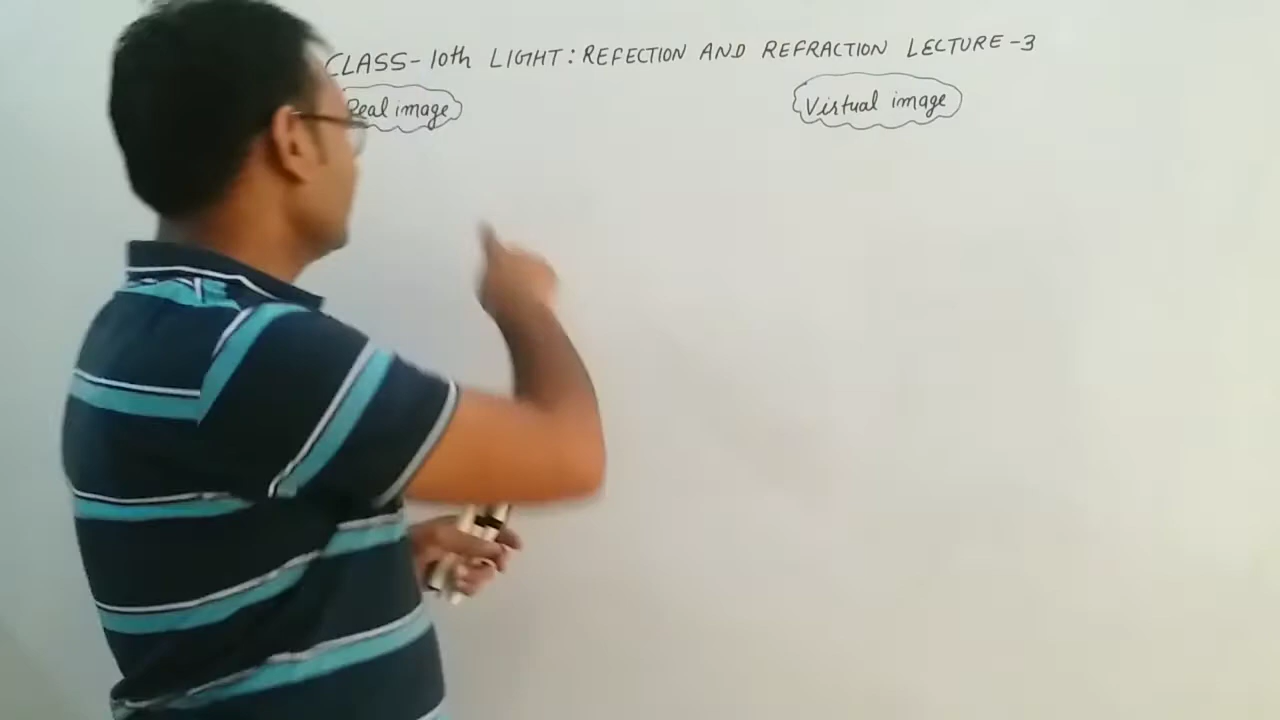 CLASS-10th LIGHT: REFECTION AND REFRACTION LECTURE-3
Real image
Virtual image